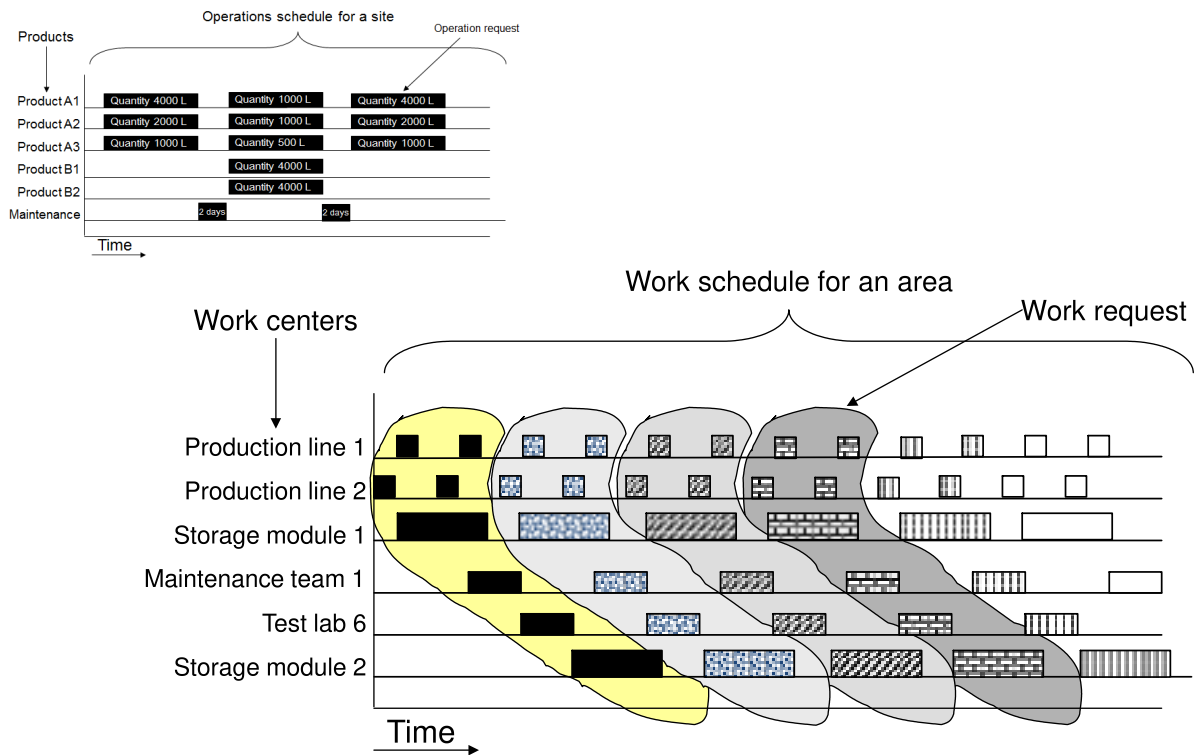 Operations schedule for a site
Operation request
Products
Product A1 Quantity 4000 L Quantity 1000 L Quantity 4000 L
Product A2 Quantity 2000 L Quantity 1000 L Quantity 2000 L
Product A3 Quantity 1000 L Quantity 500 L Quantity 1000 L
Product B1 Quantity 4000 L
Product B2 Quantity 4000 L
Maintenance 2 days 2 days
Time
Work schedule for an area
Work centers
Work request
Production line 1
Production line 2
Storage module 1
Maintenance team 1
Test lab 6
Storage module 2
Time